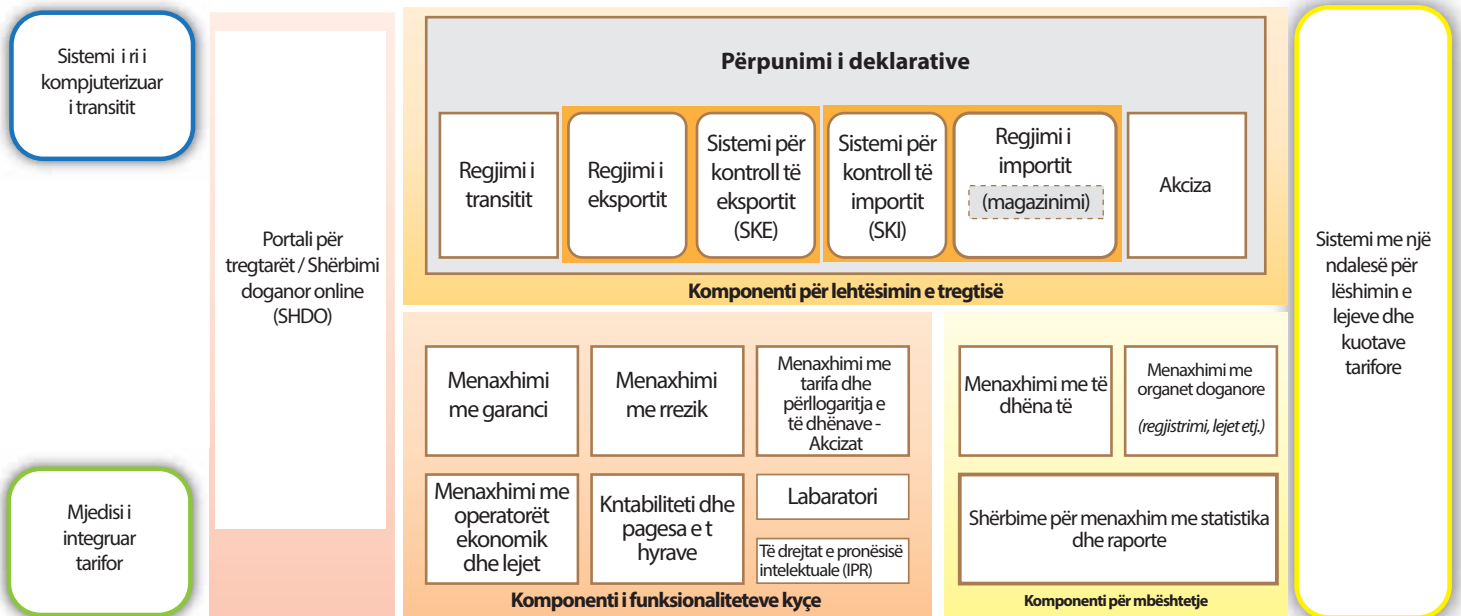 Sistemi i ri i
kompjuterizuar
i transitit
Mjedisi i
integruar
tarifor
Portali për
tregtarët / Shërbimi
doganor online
(SHDO)
Përpunimi i deklarative
Regjimi i
transitit
Regjimi i
eksportit
Sistemi për
kontroll të
eksportit
(SKE)
Sistemi për
kontroll të
importit
(SKI)
Regjimi i
importit
(magazinimi)
Akciza
Komponenti për lehtësimin e tregtisë
Menaxhimi
me garanci
Menaxhimi
me rrezik
Menaxhimi me
tarifa dhe
përllogaritja e
të dhënave -
Akcizat
Menaxhimi me
operatorët
ekonomik
dhe lejet
Kntabiliteti dhe
pagesa e t
hyrave
Labaratori
Të drejtat e pronësisë
intelektuale (IPR)
Komponenti i funksionaliteteve kyçe
Menaxhimi me të
dhëna të
Menaxhimi me
organet doganore
(regjistrimi, lejet etj.)
Shërbime për menaxhim me statistika
dhe raporte
Komponenti për mbështetje
Sistemi me një
ndalesë për
lëshimin e
lejeve dhe
kuotave
tarifore